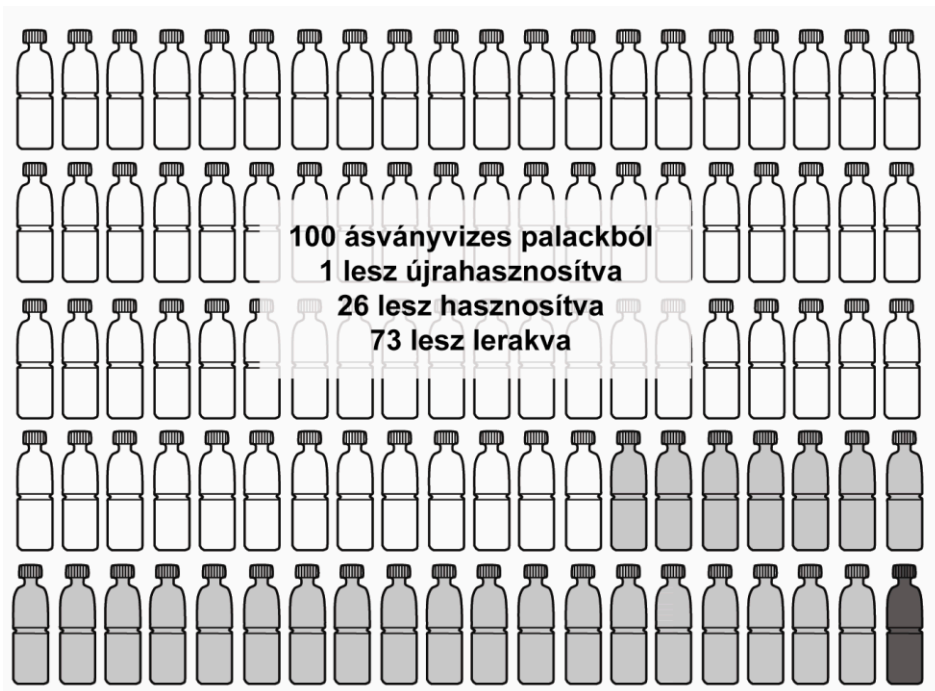 100 ásványvizes palackból
1 lesz újrahasznosítva
26 lesz hasznosítva
73 lesz lerakva